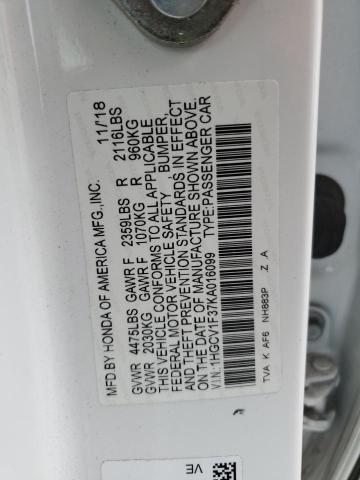 MFD.BY HONDA OF AMERICA MFG.,INC. 11/18
GVWR 4475LBS GAWR F 2359LBS R 2116LBS
GVWR 2030KG GAWR F 1070KG R 960KG
THIS VEHICLE CONFORMS TO ALL APPLICABLE
FEDERAL MOTOR VEHICLE SAFETY, BUMPER,
AND THEFT PREVENTION STANDARDS IN EFFECT
ON THE DATE OF MANUFACTURE SHOWN ABOVE.
V.I.N.:1HGCV1F37KA016099 TYPE:PASSENGER CAR
TVA K AF6 NH883P Z .A
VE